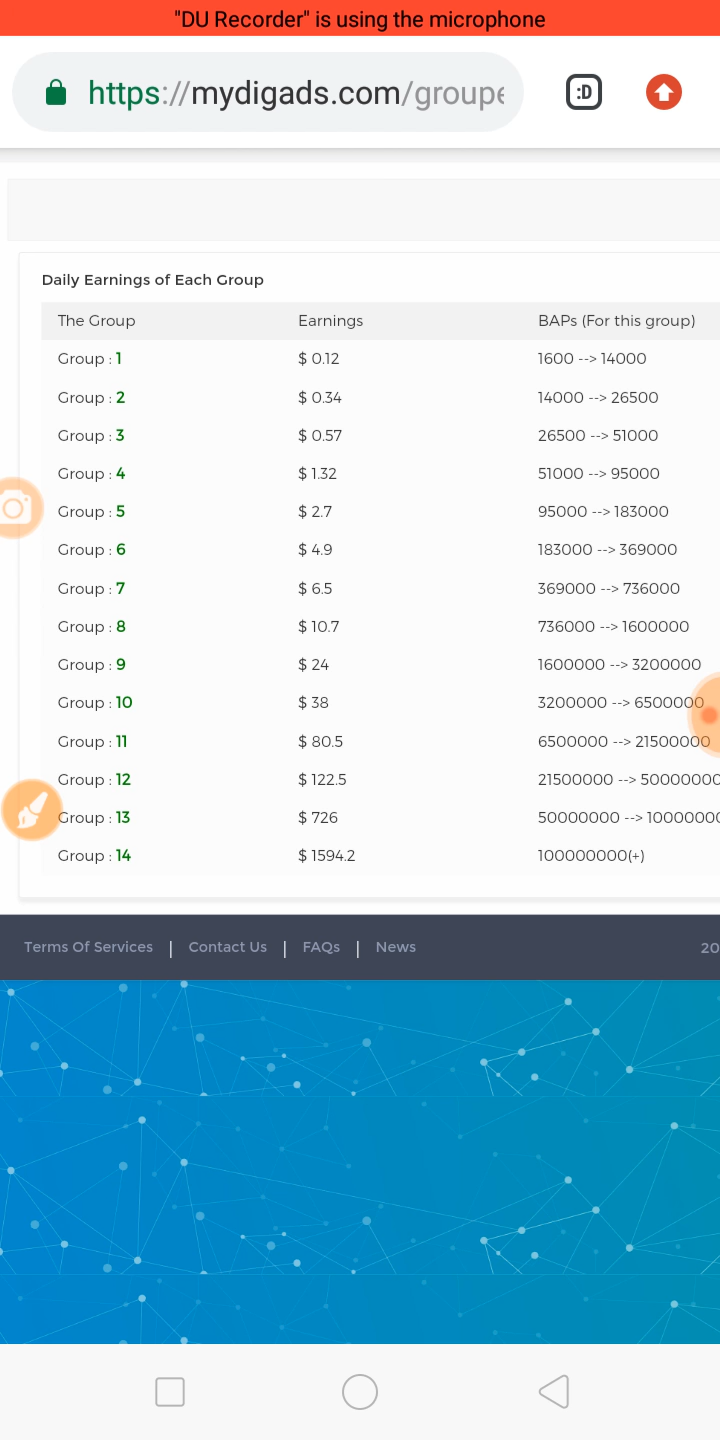 "DU Recorder" is using the microphone
https://mydigads.com/groupe
:D
Daily Earnings of Each Group
The Group Earnings BAPs (For this group)
Group : 1 $ 0.12 1600 --> 14000
Group : 2 $ 0.34 14000 --> 26500
Group : 3 $ 0.57 26500 --> 51000
Group : 4 $ 1.32 51000 --> 95000
Group : 5 $ 2.7 95000 --> 183000
Group : 6 $ 4.9 183000 --> 369000
Group : 7 $ 6.5 369000 --> 736000
Group : 8 $ 10.7 736000 --> 1600000
Group : 9 $ 24 1600000 --> 3200000
Group : 10 $ 38 3200000 --> 6500000
Group : 11 $ 80.5 6500000 --> 21500000
Group : 12 $ 122.5 21500000 --> 50000000
Group : 13 $ 726 50000000 --> 10000000
Group : 14 $ 1594.2 100000000(+)
Terms Of Services | Contact Us | FAQs | News 20